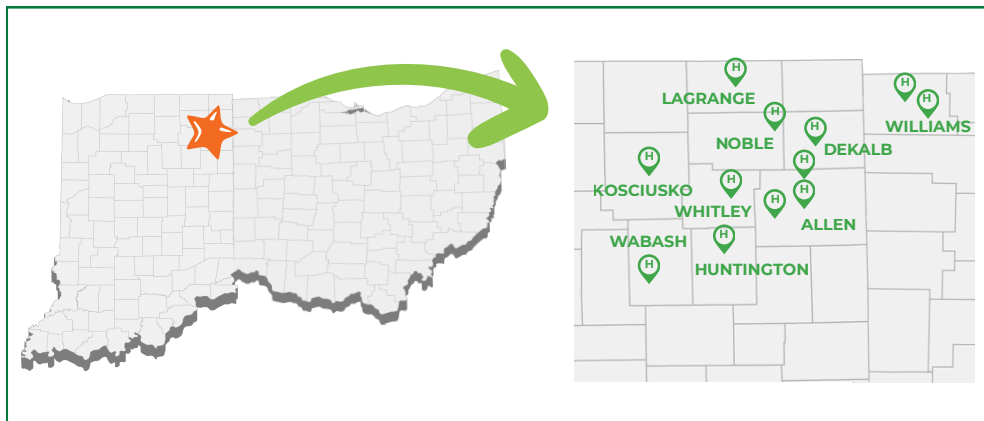 H
LAGRANGE
H
H
WILLIAMS
H
NOBLE
H
DEKALB
H
KOSCIUSKO
H
H
WHITLEY
H
H
ALLEN
WABASH
H
HUNTINGTON
H